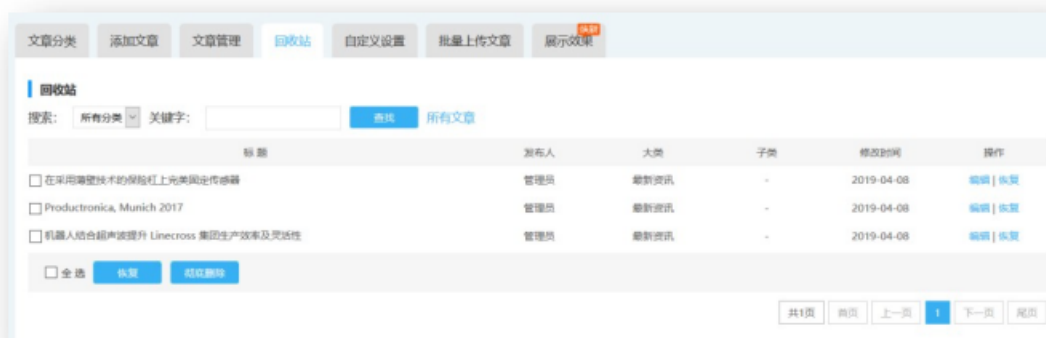 文章分类 添加文章 文章管理 回收站 自定义设置 批量上传文章 展示效果
回收站
搜索： 所有分类 关键字： 查找 所有文章
标 题 发布人 大类 子类 修改时间 操作
在采用薄壁技术的保险杠上完美固定传感器 管理员 最新资讯 - 2019-04-08 编辑 | 恢复
Productronica, Munich 2017 管理员 最新资讯 - 2019-04-08 编辑 | 恢复
机器人结合超声波提升 Linecross 集团生产效率及灵活性 管理员 最新资讯 - 2019-04-08 编辑 | 恢复
全 选 恢复 彻底删除
共1页 首页 上一页 1 下一页 尾页